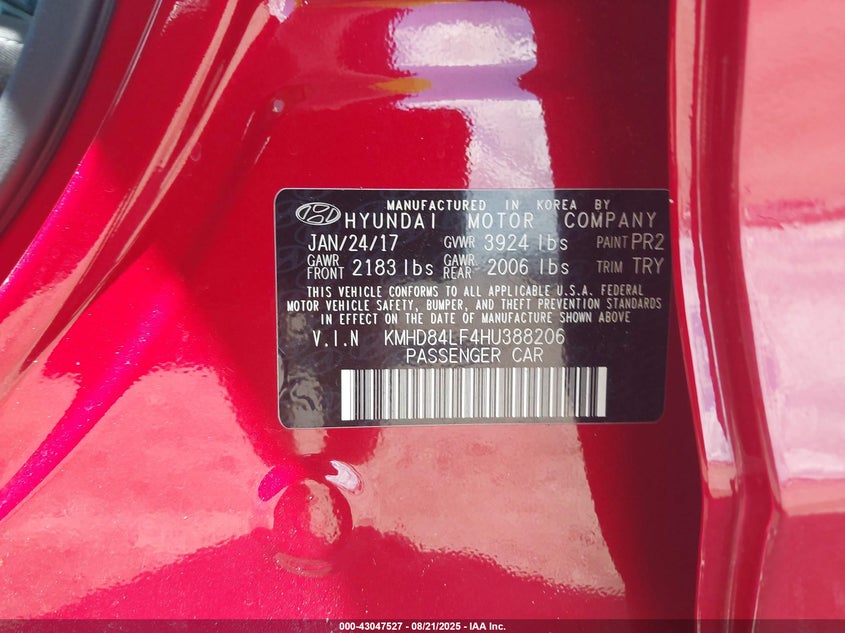 MANUFACTURED IN KOREA BY
HYUNDAI MOTOR COMPANY
JAN/24/17 GVWR 3924 lbs PAINT PR2
GAWR FRONT 2183 lbs GAWR REAR 2006 lbs TRIM TRY
THIS VEHICLE CONFORMS TO ALL APPLICABLE U.S.A. FEDERAL
MOTOR VEHICLE SAFETY, BUMPER, AND THEFT PREVENTION STANDARDS
IN EFFECT ON THE DATE OF MANUFACTURE SHOWN ABOVE
V.I.N KMHD84LF4HU388206
PASSENGER CAR
000-43047527 - 08/21/2025 - IAA Inc.